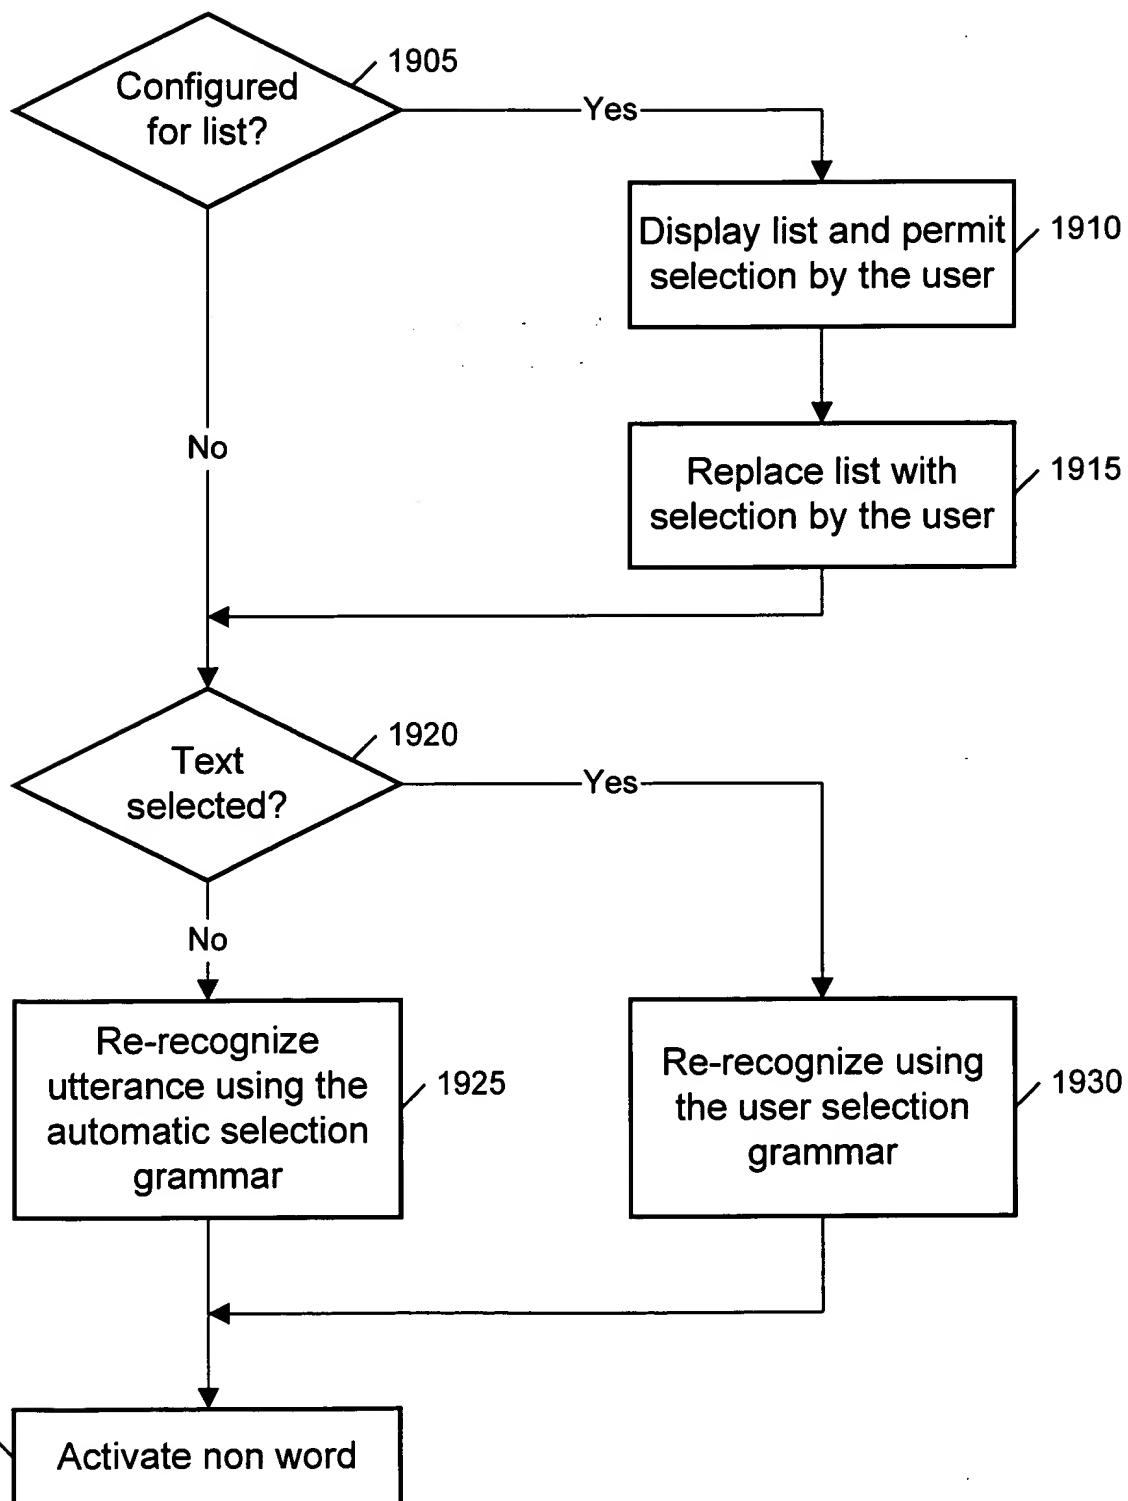 Configured
for list?
1905
Yes
Display list and permit
selection by the user
1910
No
Replace list with
selection by the user
1915
Text
selected?
1920
Yes
No
Re-recognize
utterance using the
automatic selection
grammar
1925
Re-recognize using
the user selection
grammar
1930
Activate non word